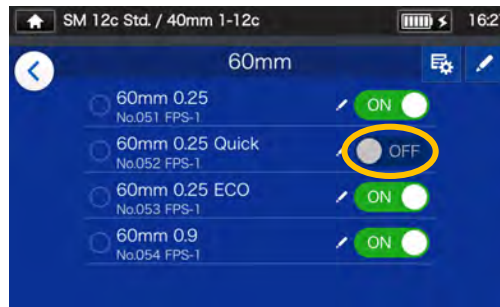 SM 12c Std. / 40mm 1-12c
16:2
60mm
60mm 0.25
No.051 FPS-1
ON
60mm 0.25 Quick
No.052 FPS-1
OFF
60mm 0.25 ECO
No.053 FPS-1
ON
60mm 0.9
No.054 FPS-1
ON